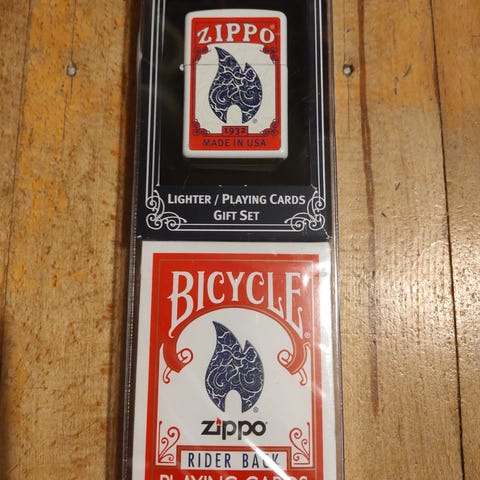 ZIPPO®
1932
MADE IN USA
LIGHTER / PLAYING CARDS
GIFT SET
BICYCLE®
zippo®
RIDER BACK
PLAYING CARDS